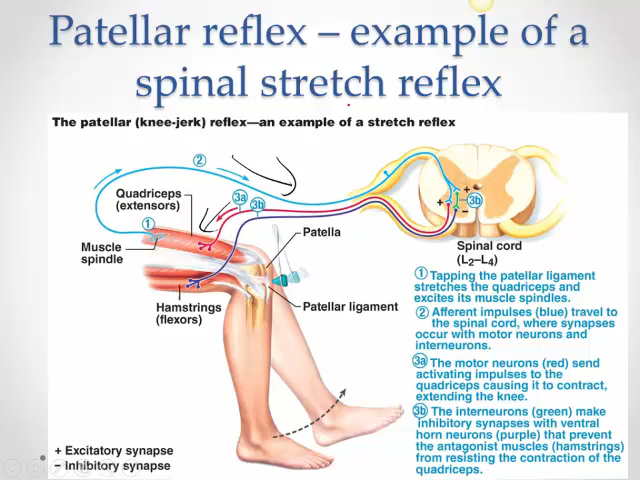 Patellar reflex – example of a
spinal stretch reflex
The patellar (knee-jerk) reflex—an example of a stretch reflex
2
Quadriceps
(extensors)
3a
3b
1
Muscle
spindle
Patella
Hamstrings
(flexors)
Patellar ligament
+
+
3b
–
Spinal cord
(L2–L4)
1 Tapping the patellar ligament
stretches the quadriceps and
excites its muscle spindles.
2 Afferent impulses (blue) travel to
the spinal cord, where synapses
occur with motor neurons and
interneurons.
3a The motor neurons (red) send
activating impulses to the
quadriceps causing it to contract,
extending the knee.
3b The interneurons (green) make
inhibitory synapses with ventral
horn neurons (purple) that prevent
the antagonist muscles (hamstrings)
from resisting the contraction of the
quadriceps.
+ Excitatory synapse
– Inhibitory synapse